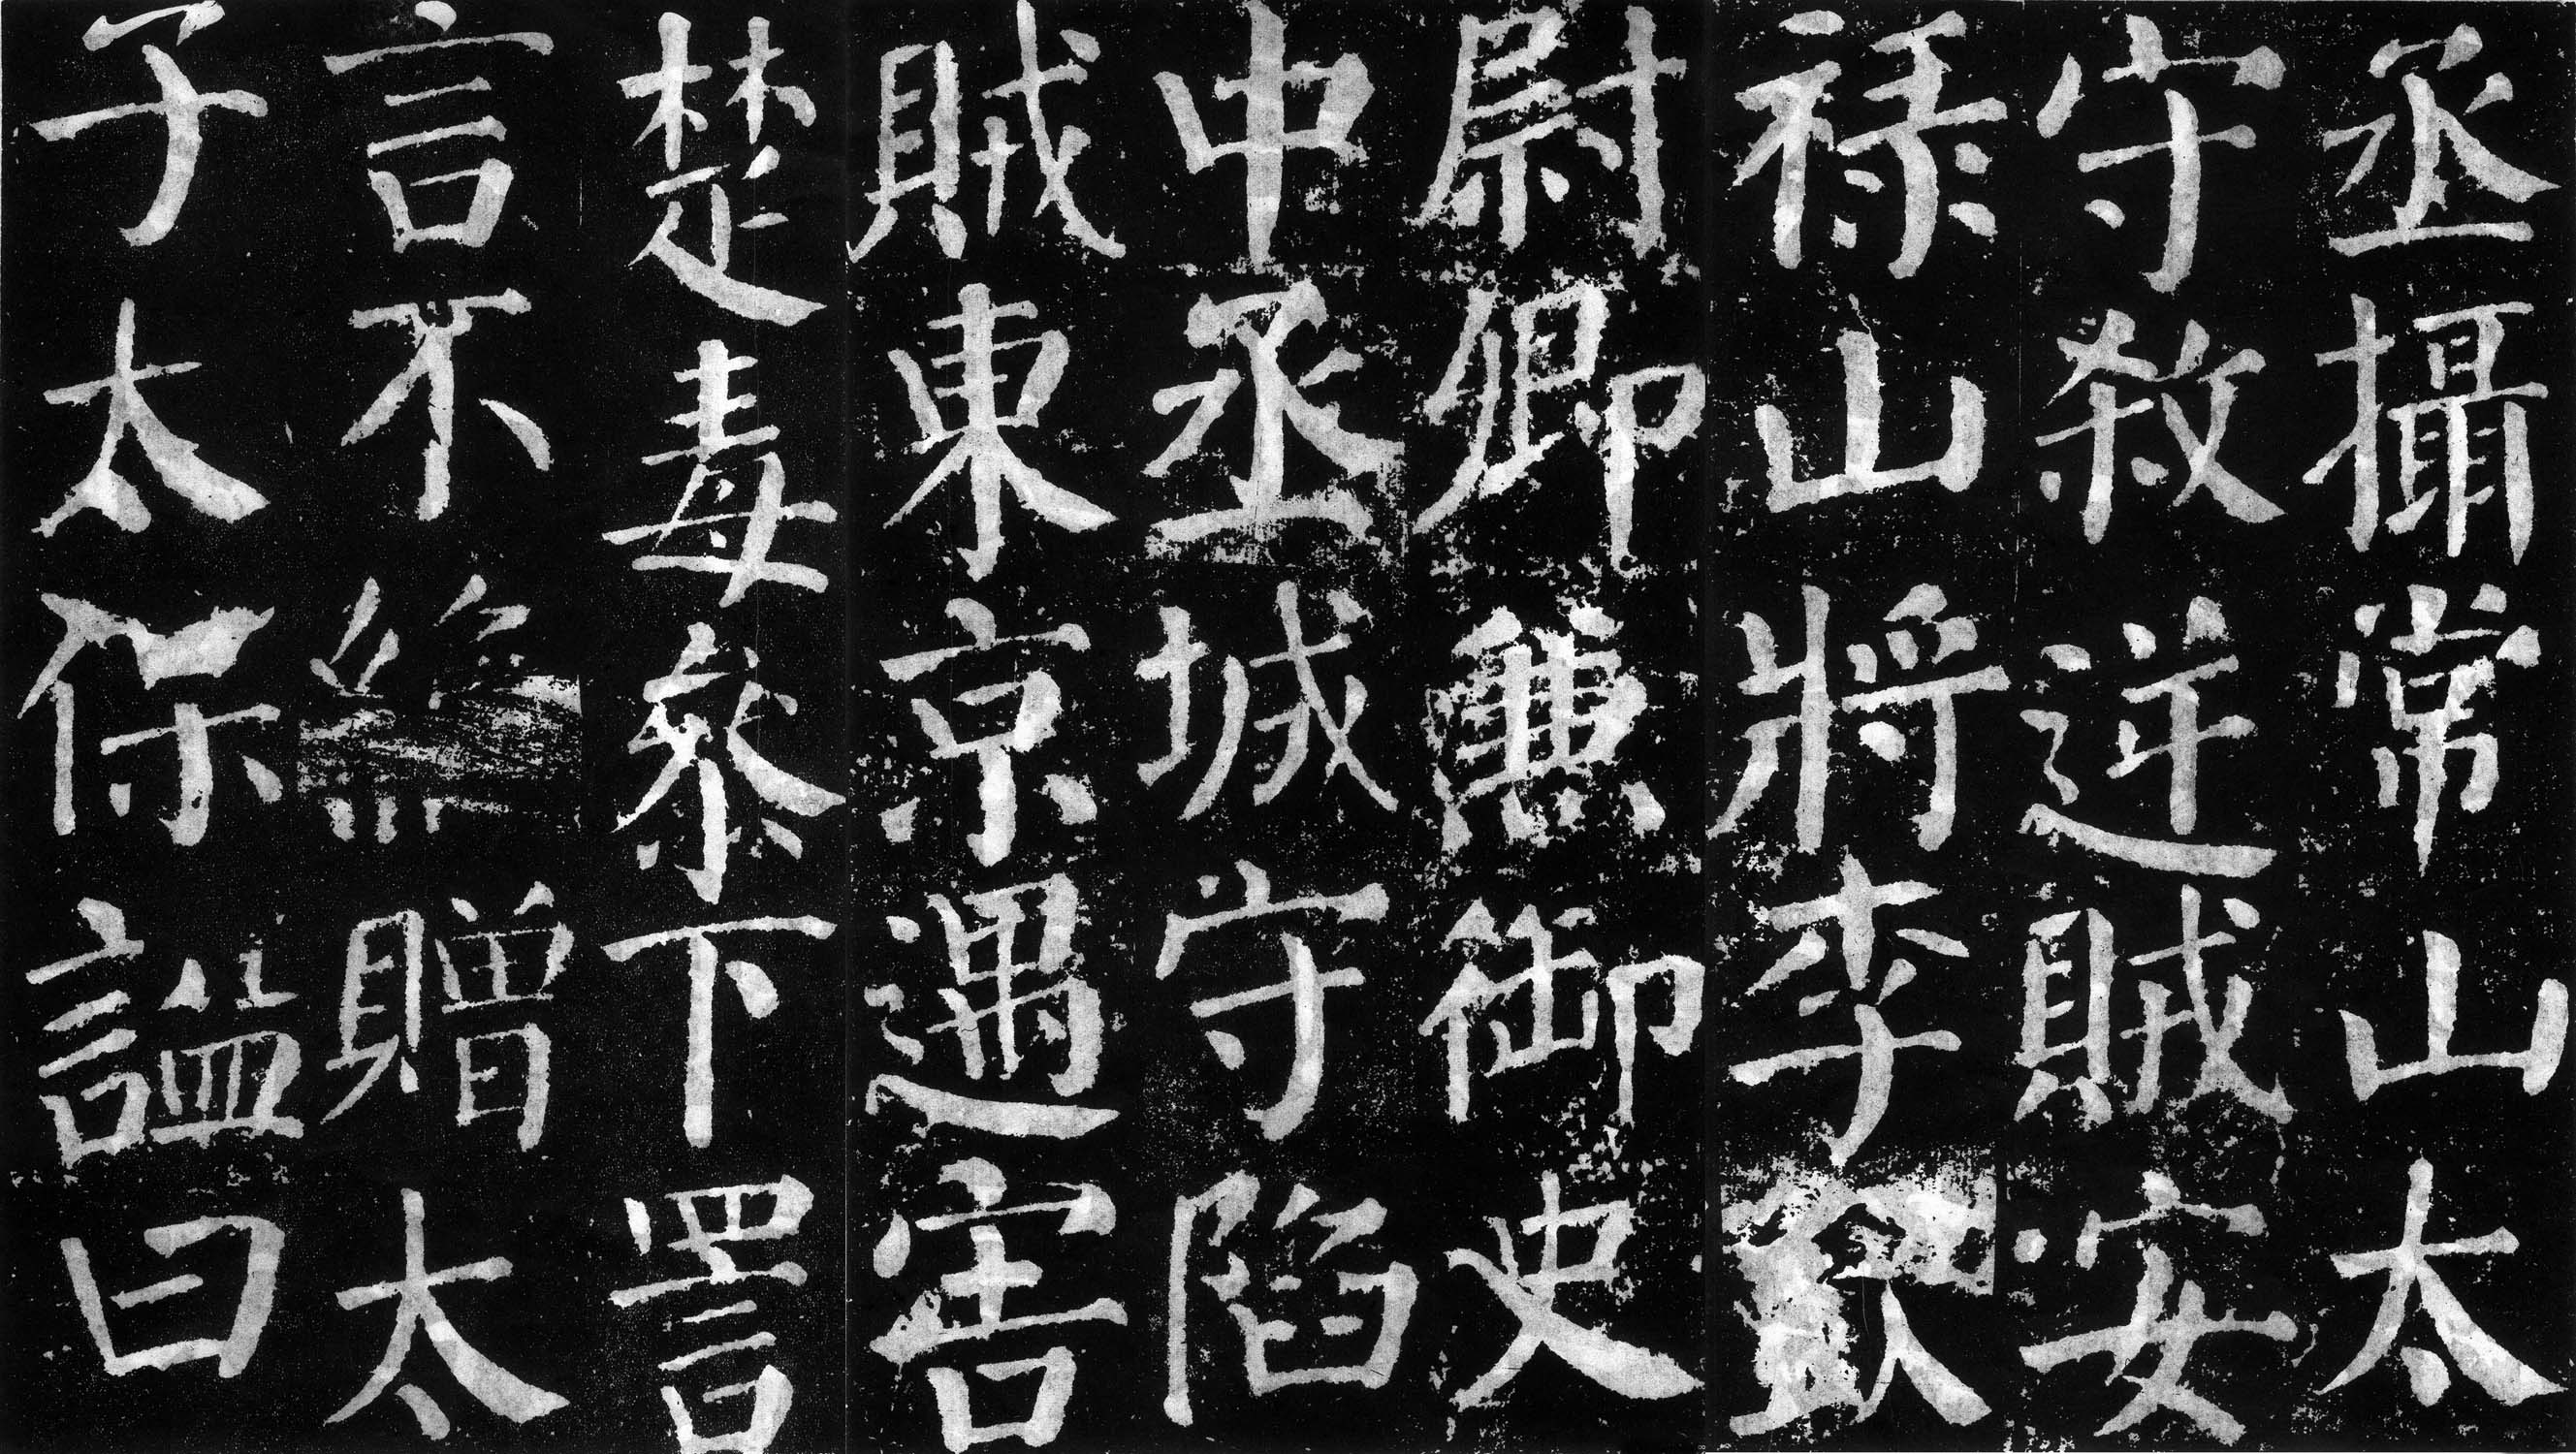 丞攝常山太
守殺逆賊安
祿山將李欽
尉卿兼御史
中丞城守陷
賊東京遇害
楚毒參下詈
言不絕贈太
子太保謚曰